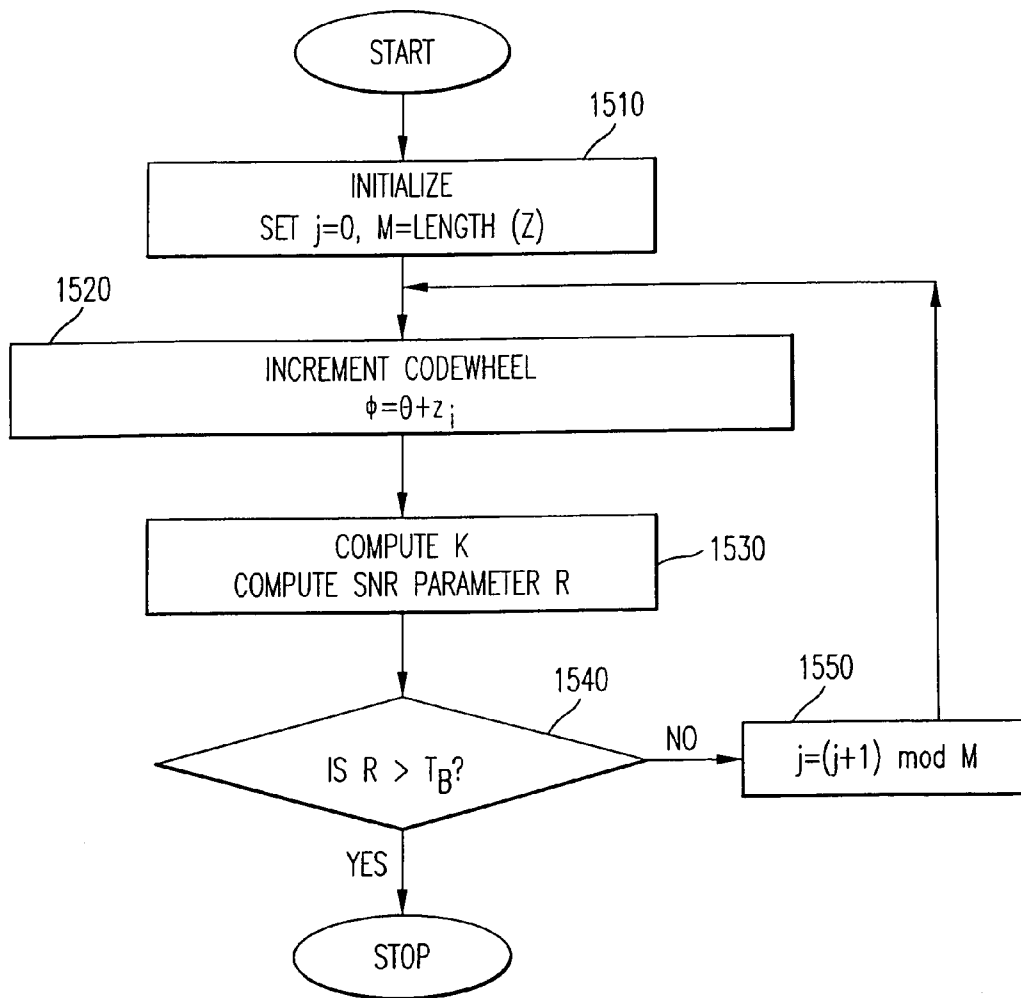 START
1510
INITIALIZE
SET j=0, M=LENGTH (Z)
1520
INCREMENT CODEWHEEL
ϕ=θ+z_i
COMPUTE K
COMPUTE SNR PARAMETER R
1530
1540
IS R > T_B?
NO
1550
j=(j+1) mod M
YES
STOP